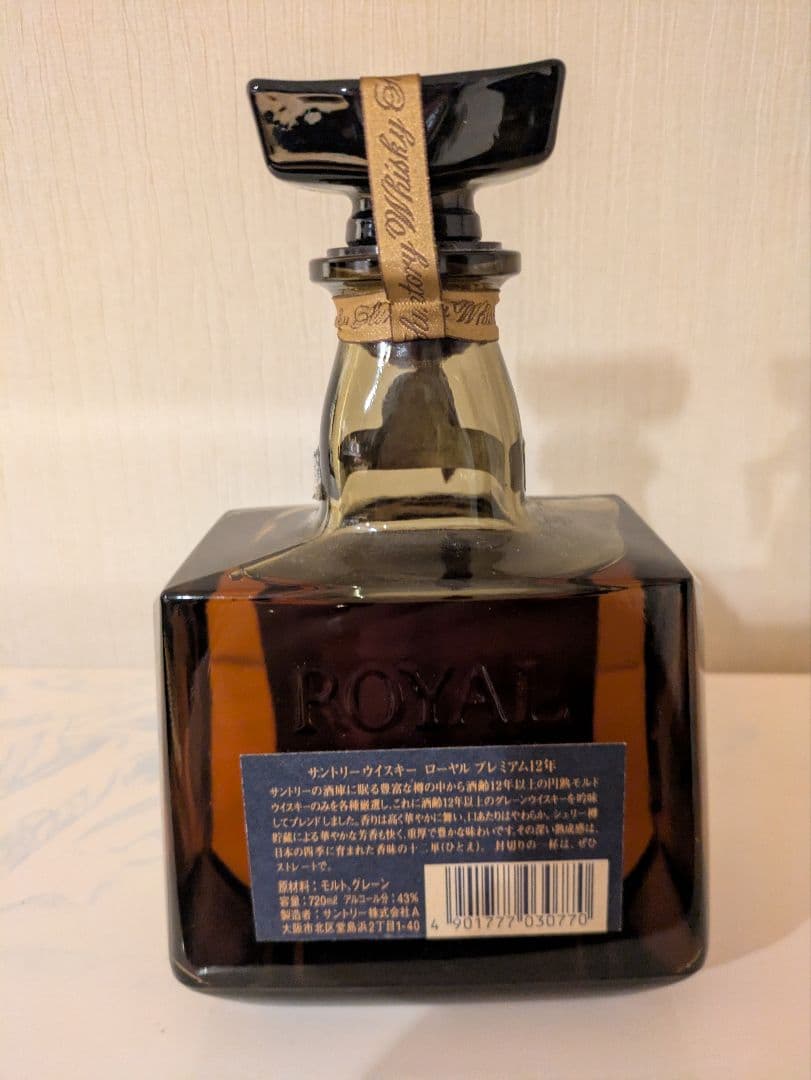 Suntory Whisky
ROYAL
サントリーウイスキー ローヤル プレミアム12年
サントリーの酒庫に眠る豊富な樽の中から酒齢12年以上の円熟モルト
ウイスキーのみを各種厳選し、これに酒齢12年以上のグレーンウイスキーを吟味
してブレンドしました。香りは高く華やかに舞い、口あたりはやわらか。シェリー樽
貯蔵による華やかな芳香も快く、重厚で豊かな味わいです。その深い熟成感は、
日本の四季に育まれた香味の十二単(ひとえ)。 封切りの一杯は、ぜひ
ストレートで。
原材料:モルト、グレーン
容量:720mℓ アルコール分:43%
製造者:サントリー株式会社A
大阪市北区堂島浜2丁目1-40
4 901777 030770